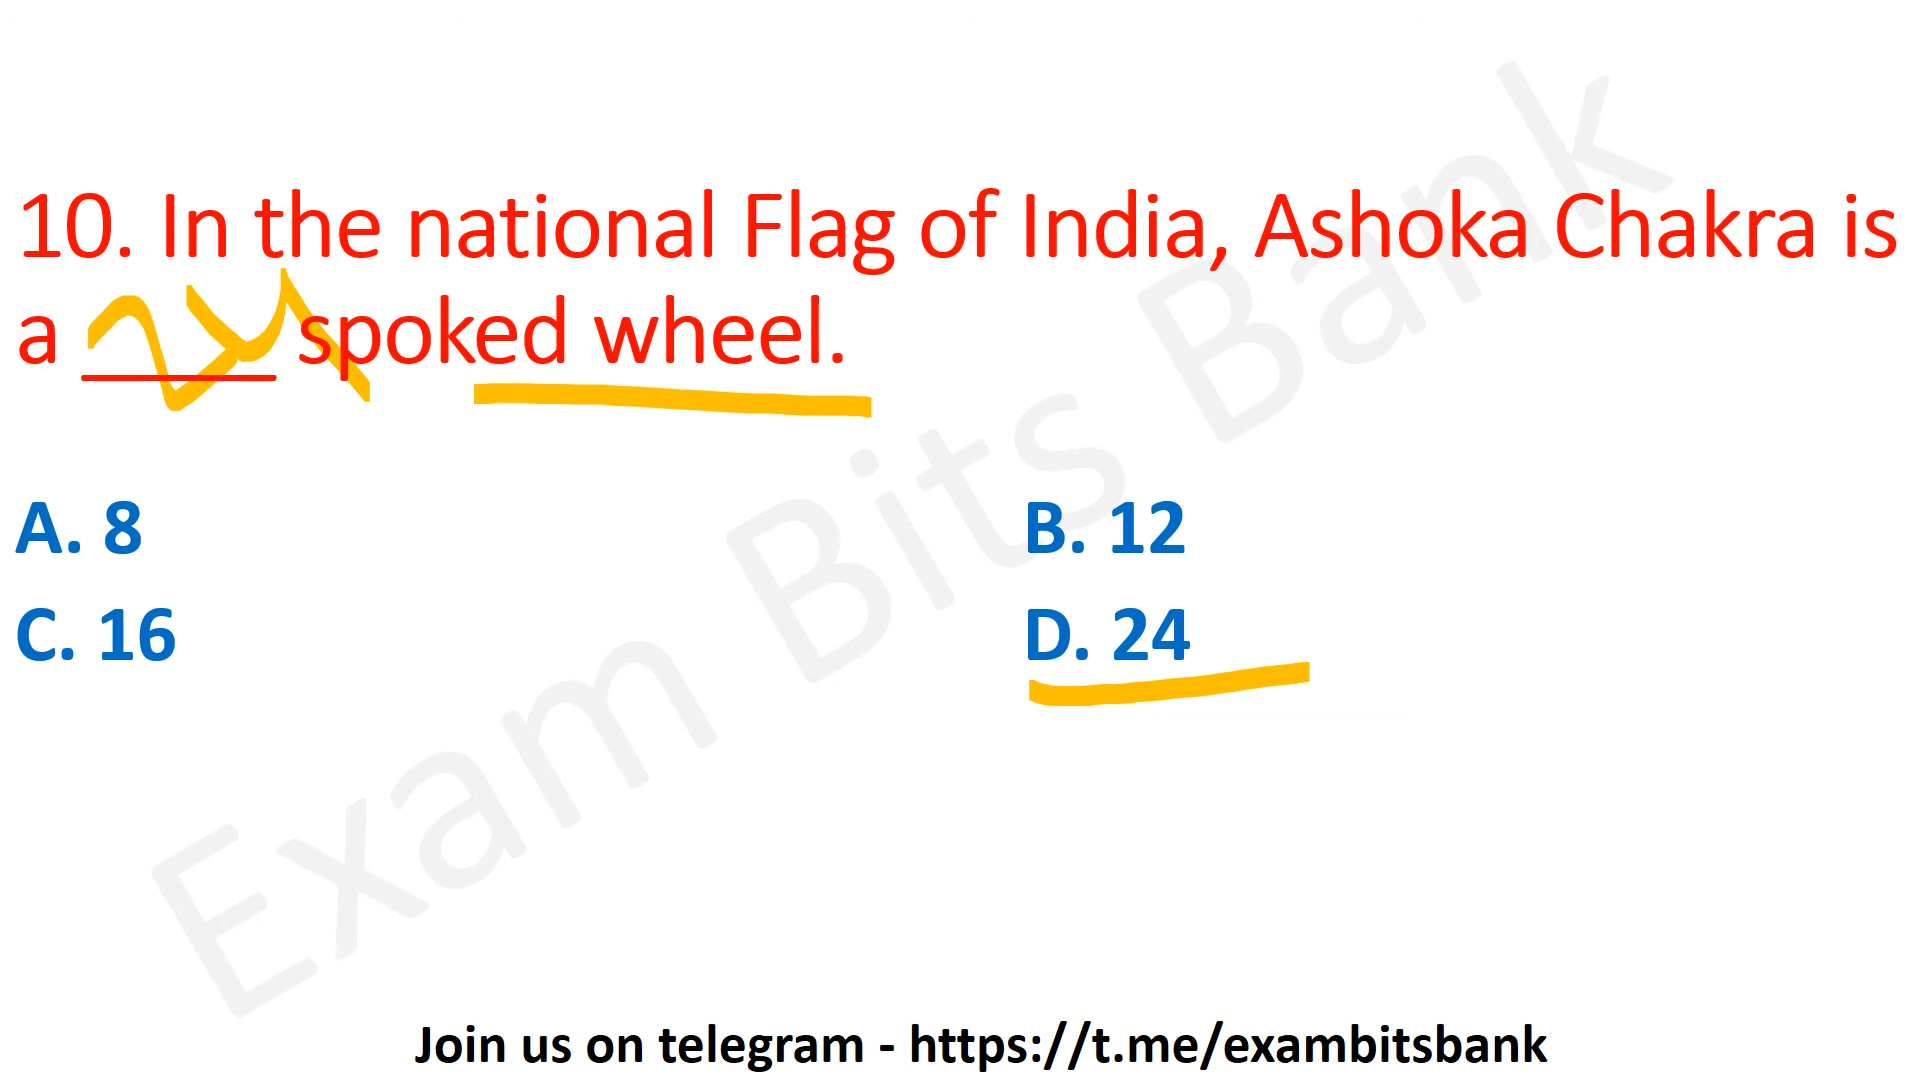 10. In the national Flag of India, Ashoka Chakra is
a 24 spoked wheel.
A. 8
B. 12
C. 16
D. 24
Exam Bits Bank
Join us on telegram - https://t.me/exambitsbank